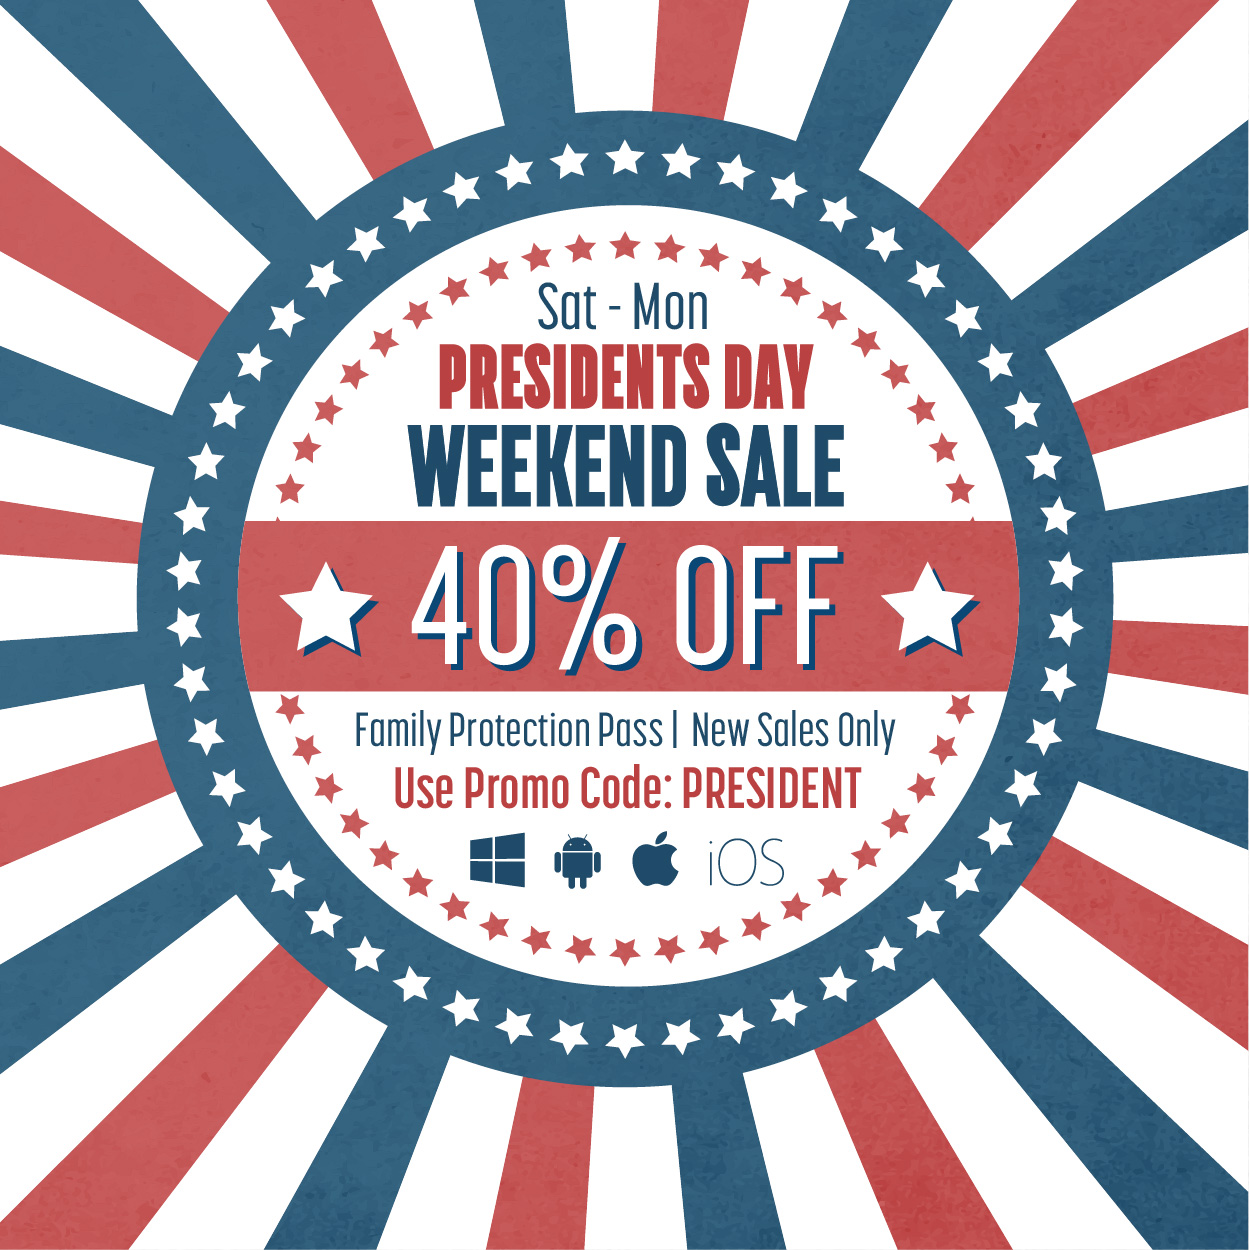 Sat - Mon
PRESIDENTS DAY
WEEKEND SALE
40% OFF
Family Protection Pass | New Sales Only
Use Promo Code: PRESIDENT
iOS